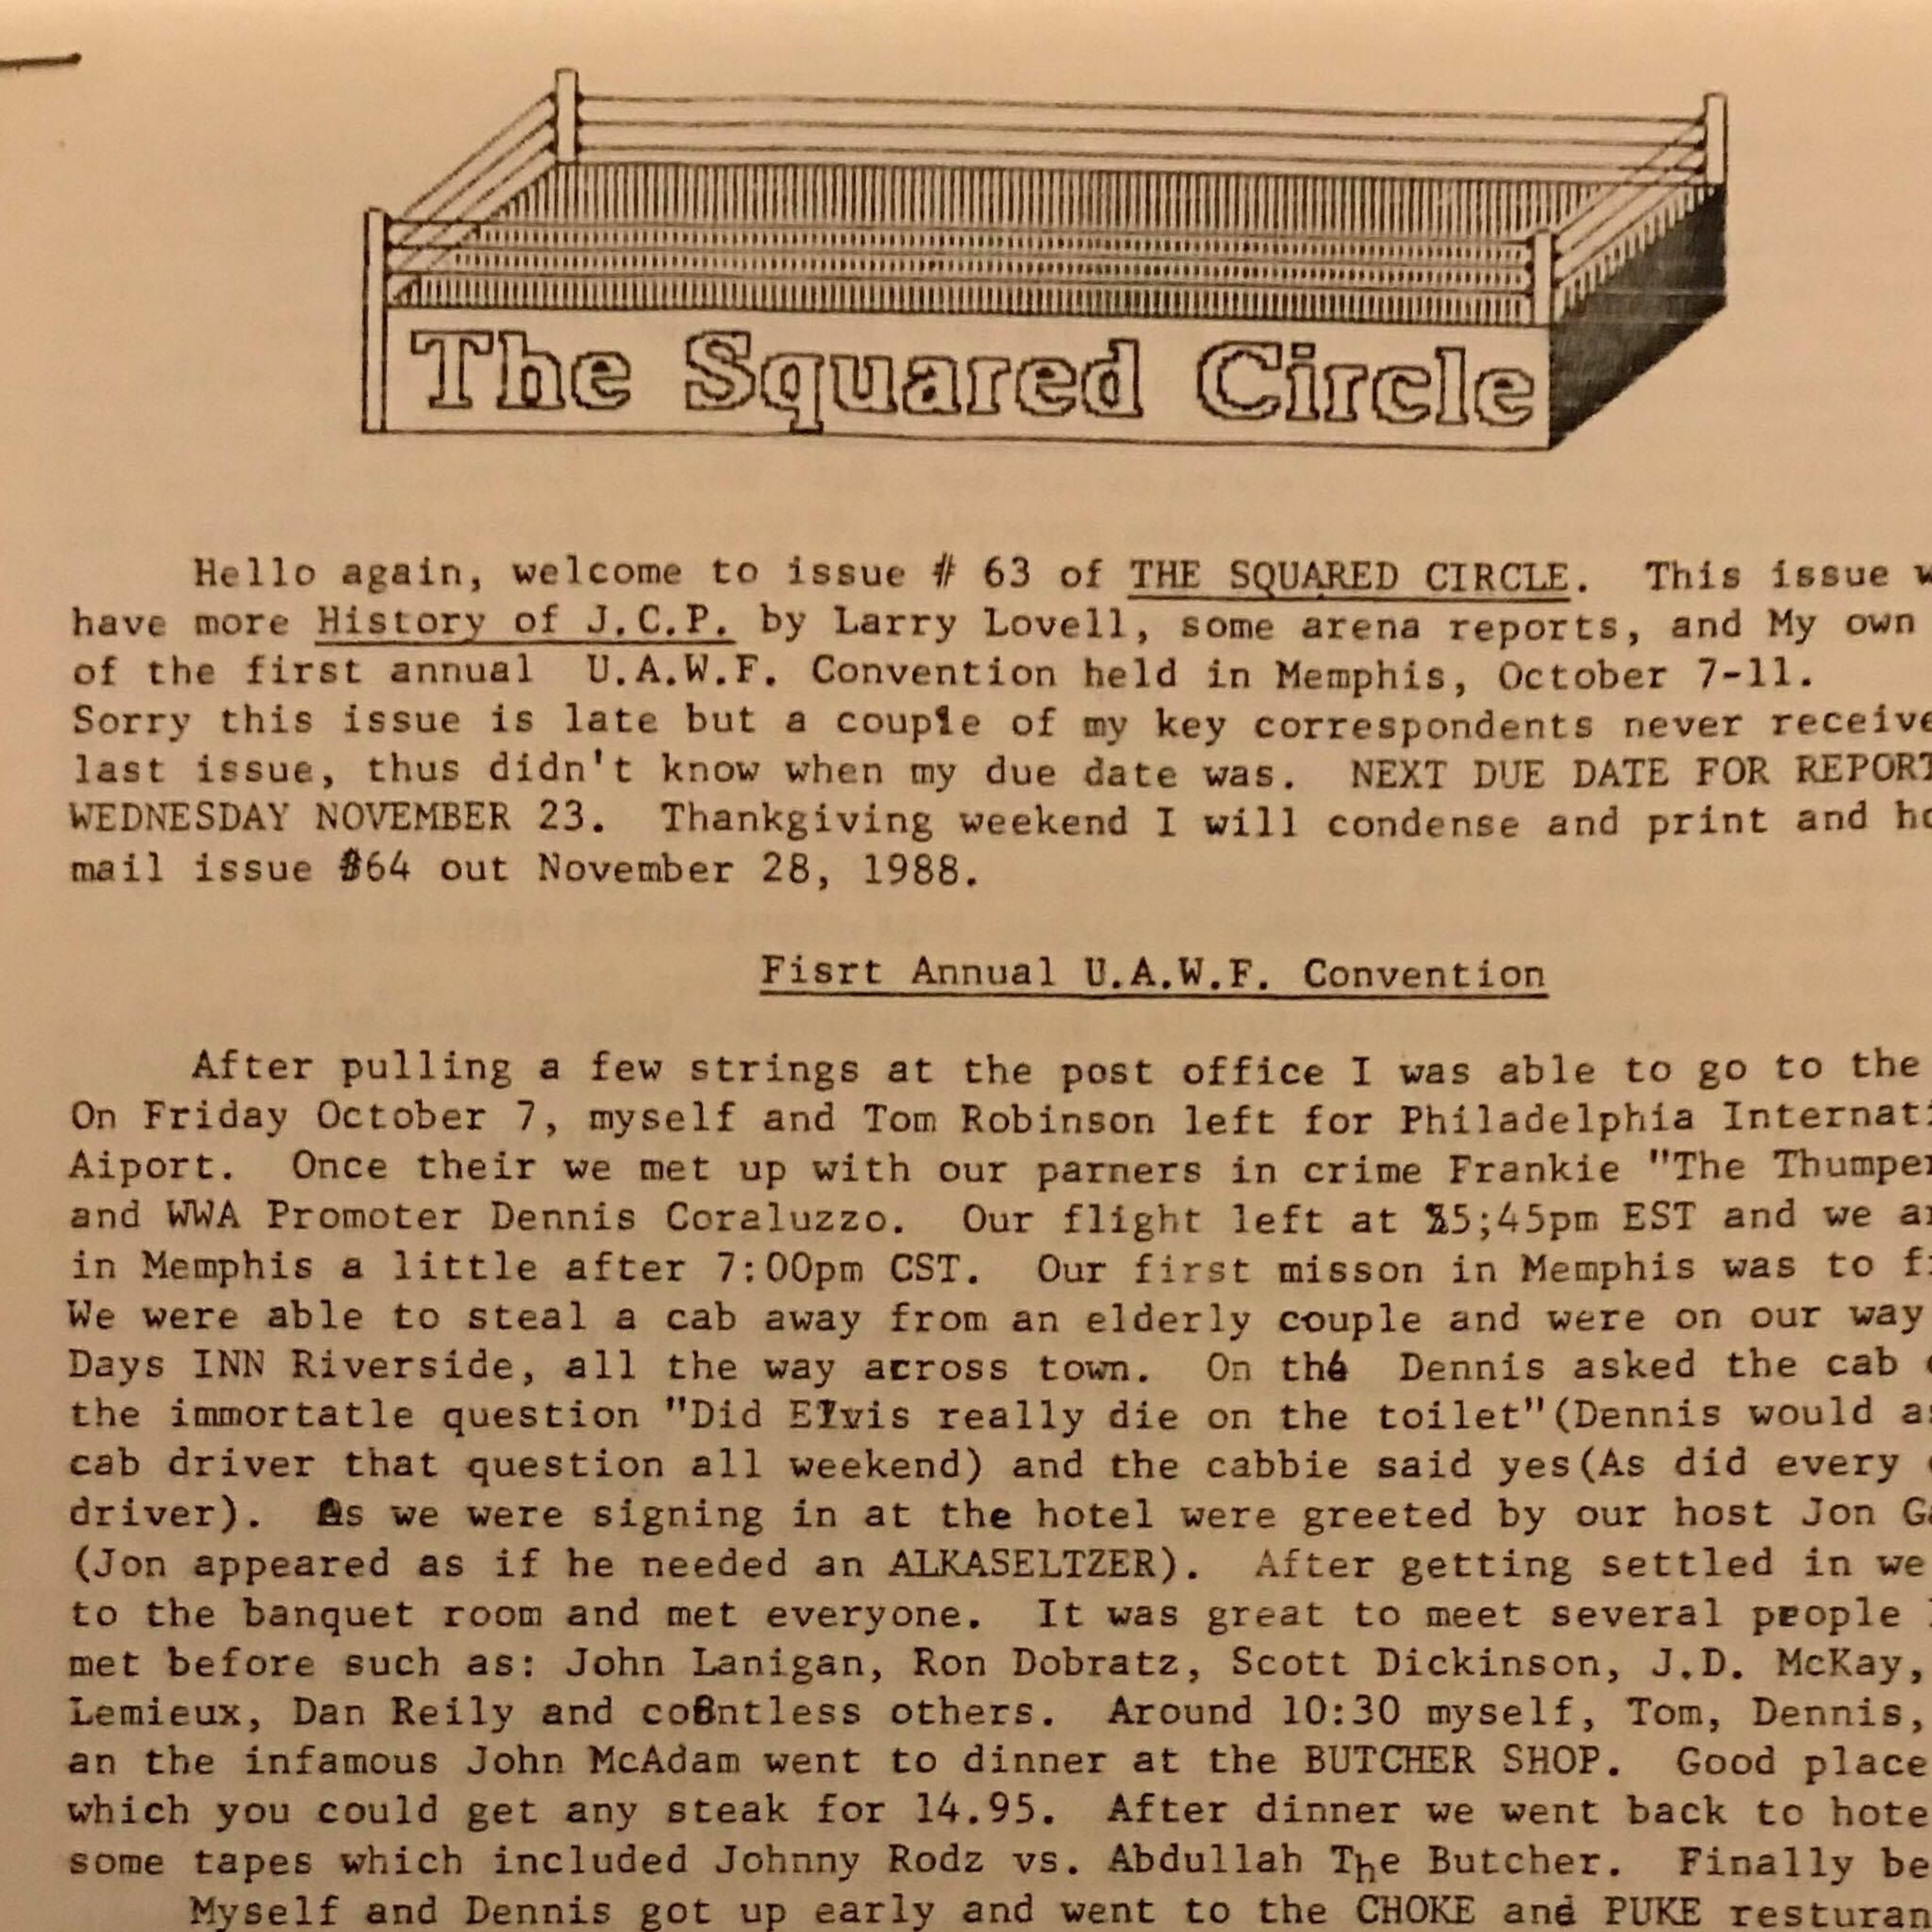 The Squared Circle
Hello again, welcome to issue # 63 of THE SQUARED CIRCLE. This issue
have more History of J.C.P. by Larry Lovell, some arena reports, and My own
of the first annual U.A.W.F. Convention held in Memphis, October 7-11.
Sorry this issue is late but a couple of my key correspondents never receive
last issue, thus didn't know when my due date was. NEXT DUE DATE FOR REPORT
WEDNESDAY NOVEMBER 23. Thankgiving weekend I will condense and print and ho
mail issue #64 out November 28, 1988.
Fisrt Annual U.A.W.F. Convention
After pulling a few strings at the post office I was able to go to the
On Friday October 7, myself and Tom Robinson left for Philadelphia Internati
Aiport. Once their we met up with our parners in crime Frankie "The Thumper
and WWA Promoter Dennis Coraluzzo. Our flight left at 5;45pm EST and we ar
in Memphis a little after 7:00pm CST. Our first misson in Memphis was to fi
We were able to steal a cab away from an elderly couple and were on our way
Days INN Riverside, all the way across town. On the Dennis asked the cab
the immortatle question "Did Elvis really die on the toilet"(Dennis would as
cab driver that question all weekend) and the cabbie said yes(As did every
driver). As we were signing in at the hotel were greeted by our host Jon Ga
(Jon appeared as if he needed an ALKASELTZER). After getting settled in we
to the banquet room and met everyone. It was great to meet several people
met before such as: John Lanigan, Ron Dobratz, Scott Dickinson, J.D. McKay,
Lemieux, Dan Reily and countless others. Around 10:30 myself, Tom, Dennis,
an the infamous John McAdam went to dinner at the BUTCHER SHOP. Good place
which you could get any steak for 14.95. After dinner we went back to hote
some tapes which included Johnny Rodz vs. Abdullah The Butcher. Finally be
Myself and Dennis got up early and went to the CHOKE and PUKE resturan